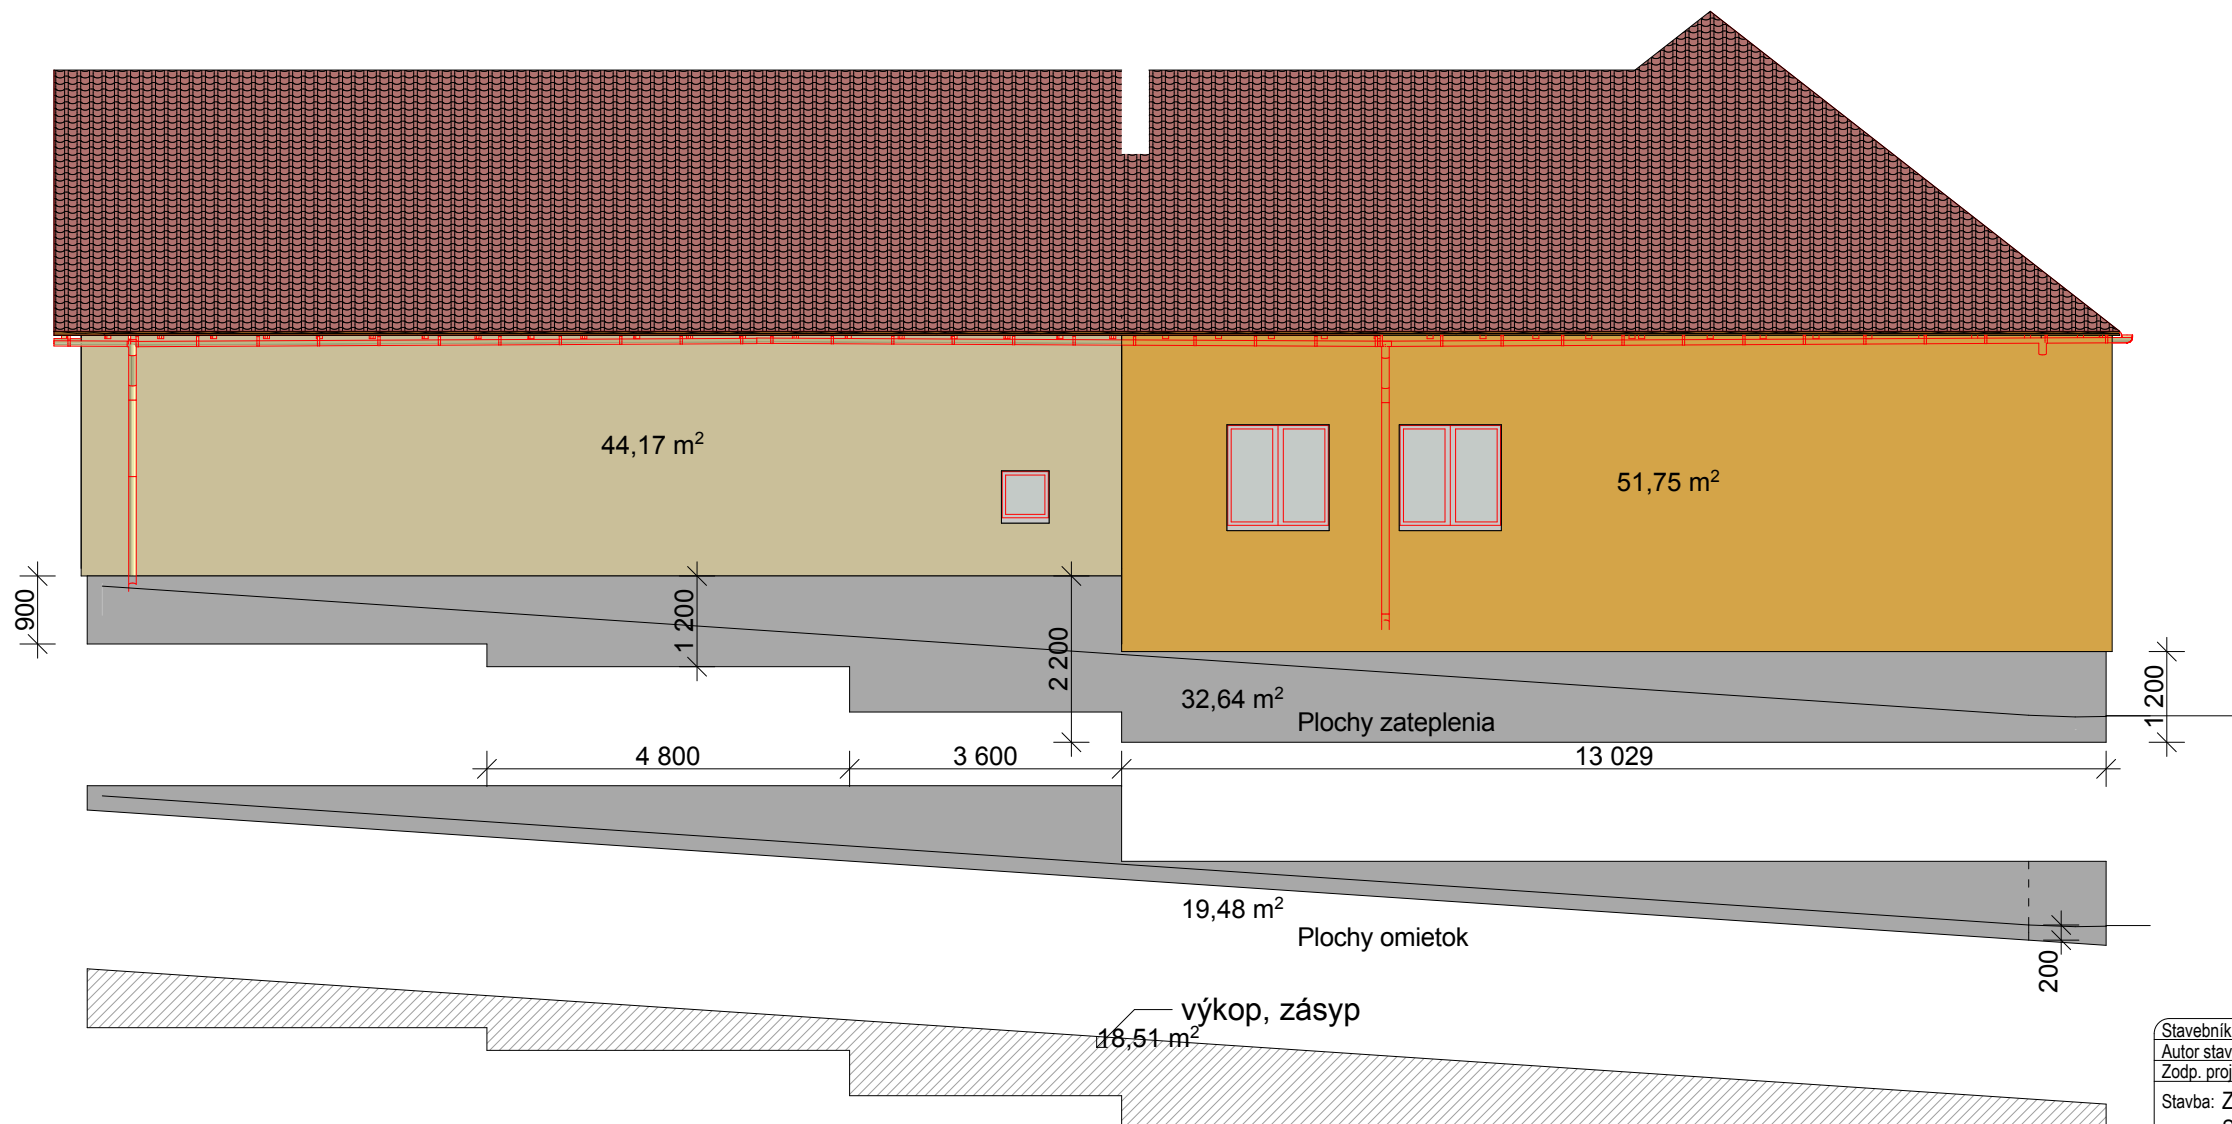 44,17 m²
51,75 m²
900
1 200
2 200
32,64 m²
Plochy zateplenia
1 200
4 800
3 600
13 029
19,48 m²
Plochy omietok
200
výkop, zásyp
18,51 m²
Stavebník
Autor stav
Zodp. proj
Stavba: Z